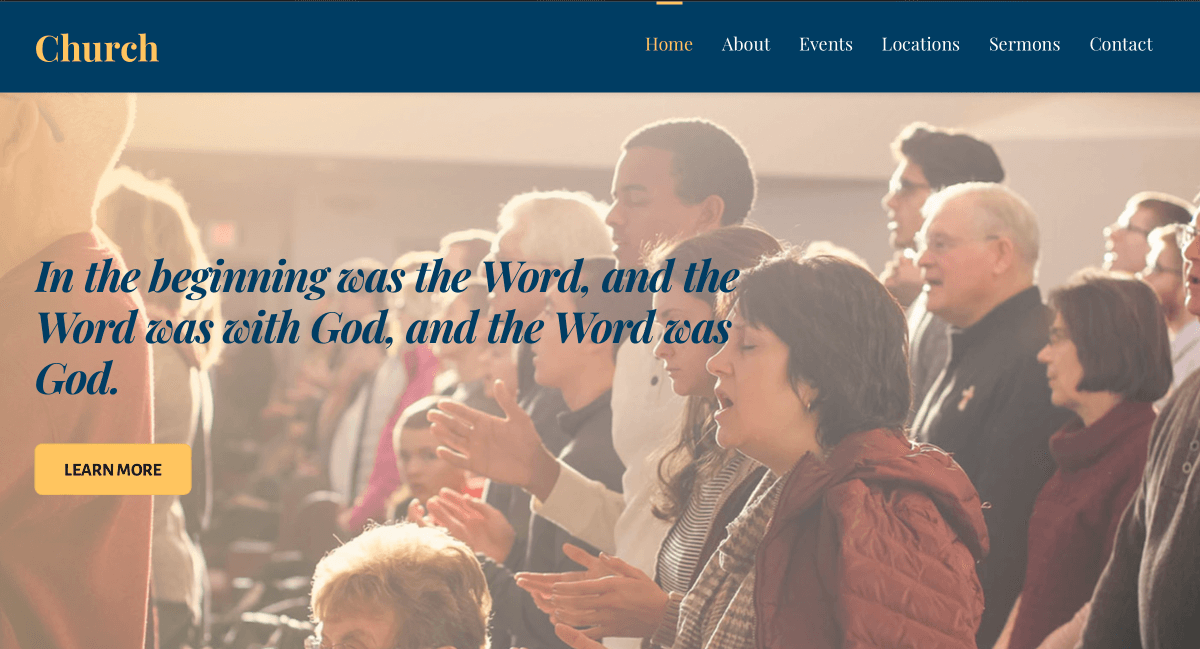 Church
Home About Events Locations Sermons Contact
In the beginning was the Word, and the
Word was with God, and the Word was
God.
LEARN MORE